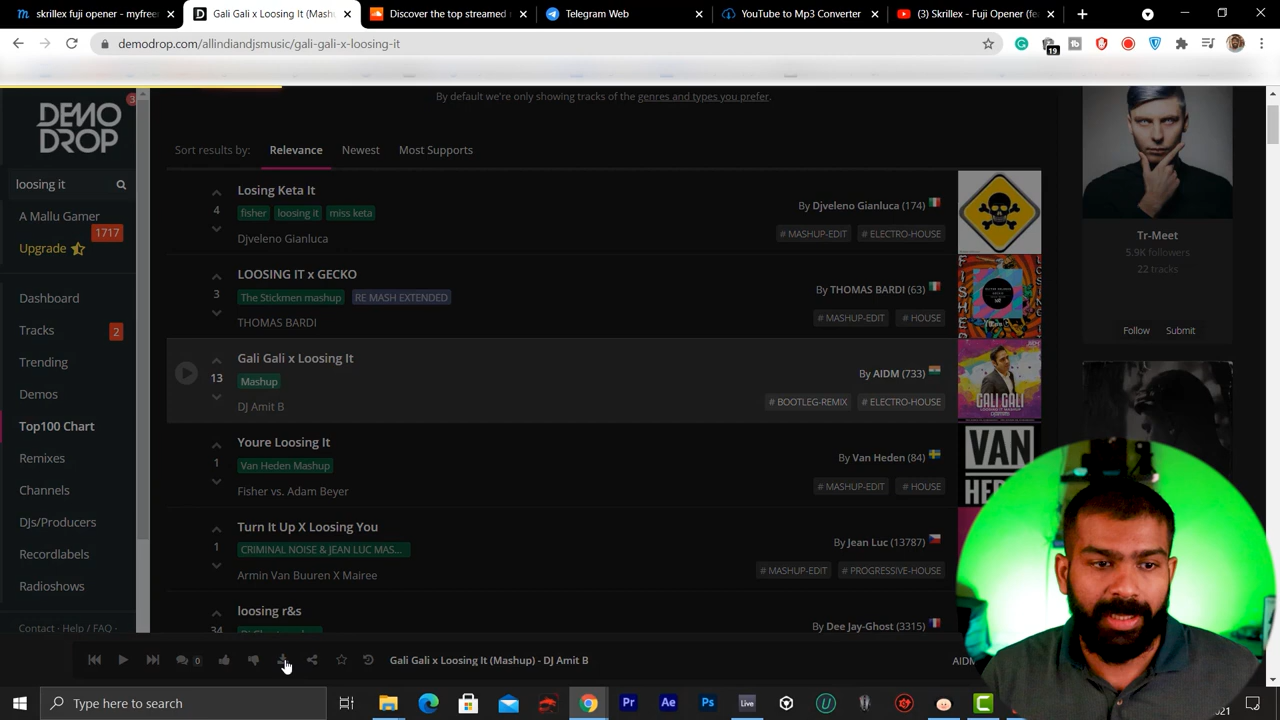 skrillex fuji opener - myfree
Gali Gali x Loosing It (Mashu
Discover the top streamed
Telegram Web
YouTube to Mp3 Converter
(3) Skrillex - Fuji Opener (fea
demodrop.com/allindiandjsmusic/gali-gali-x-loosing-it
19
DEMO DROP
3
By default we're only showing tracks of the genres and types you prefer.
loosing it
A Mallu Gamer
Upgrade
1717
Dashboard
Tracks
2
Trending
Demos
Top100 Chart
Remixes
Channels
DJs/Producers
Recordlabels
Radioshows
Contact - Help / FAQ -
Sort results by:
Relevance
Newest
Most Supports
Losing Keta It
4
fisher
loosing it
miss keta
Djveleno Gianluca
By Djveleno Gianluca (174)
# MASHUP-EDIT
# ELECTRO-HOUSE
LOOSING IT x GECKO
3
The Stickmen mashup
RE MASH EXTENDED
THOMAS BARDI
By THOMAS BARDI (63)
# MASHUP-EDIT
# HOUSE
Gali Gali x Loosing It
13
Mashup
DJ Amit B
By AIDM (733)
# BOOTLEG-REMIX
# ELECTRO-HOUSE
GALI GALI
Youre Loosing It
1
Van Heden Mashup
Fisher vs. Adam Beyer
By Van Heden (84)
# MASHUP-EDIT
# HOUSE
VAN
Turn It Up X Loosing You
1
CRIMINAL NOISE & JEAN LUC MAS...
Armin Van Buuren X Mairee
By Jean Luc (13787)
# MASHUP-EDIT
# PROGRESSIVE-HOUSE
loosing r&s
34
By Dee Jay-Ghost (3315)
Tr-Meet
5.9K followers
22 tracks
Follow
Submit
0
Gali Gali x Loosing It (Mashup) - DJ Amit B
AIDM
Type here to search
Pr
Ae
Ps
Live